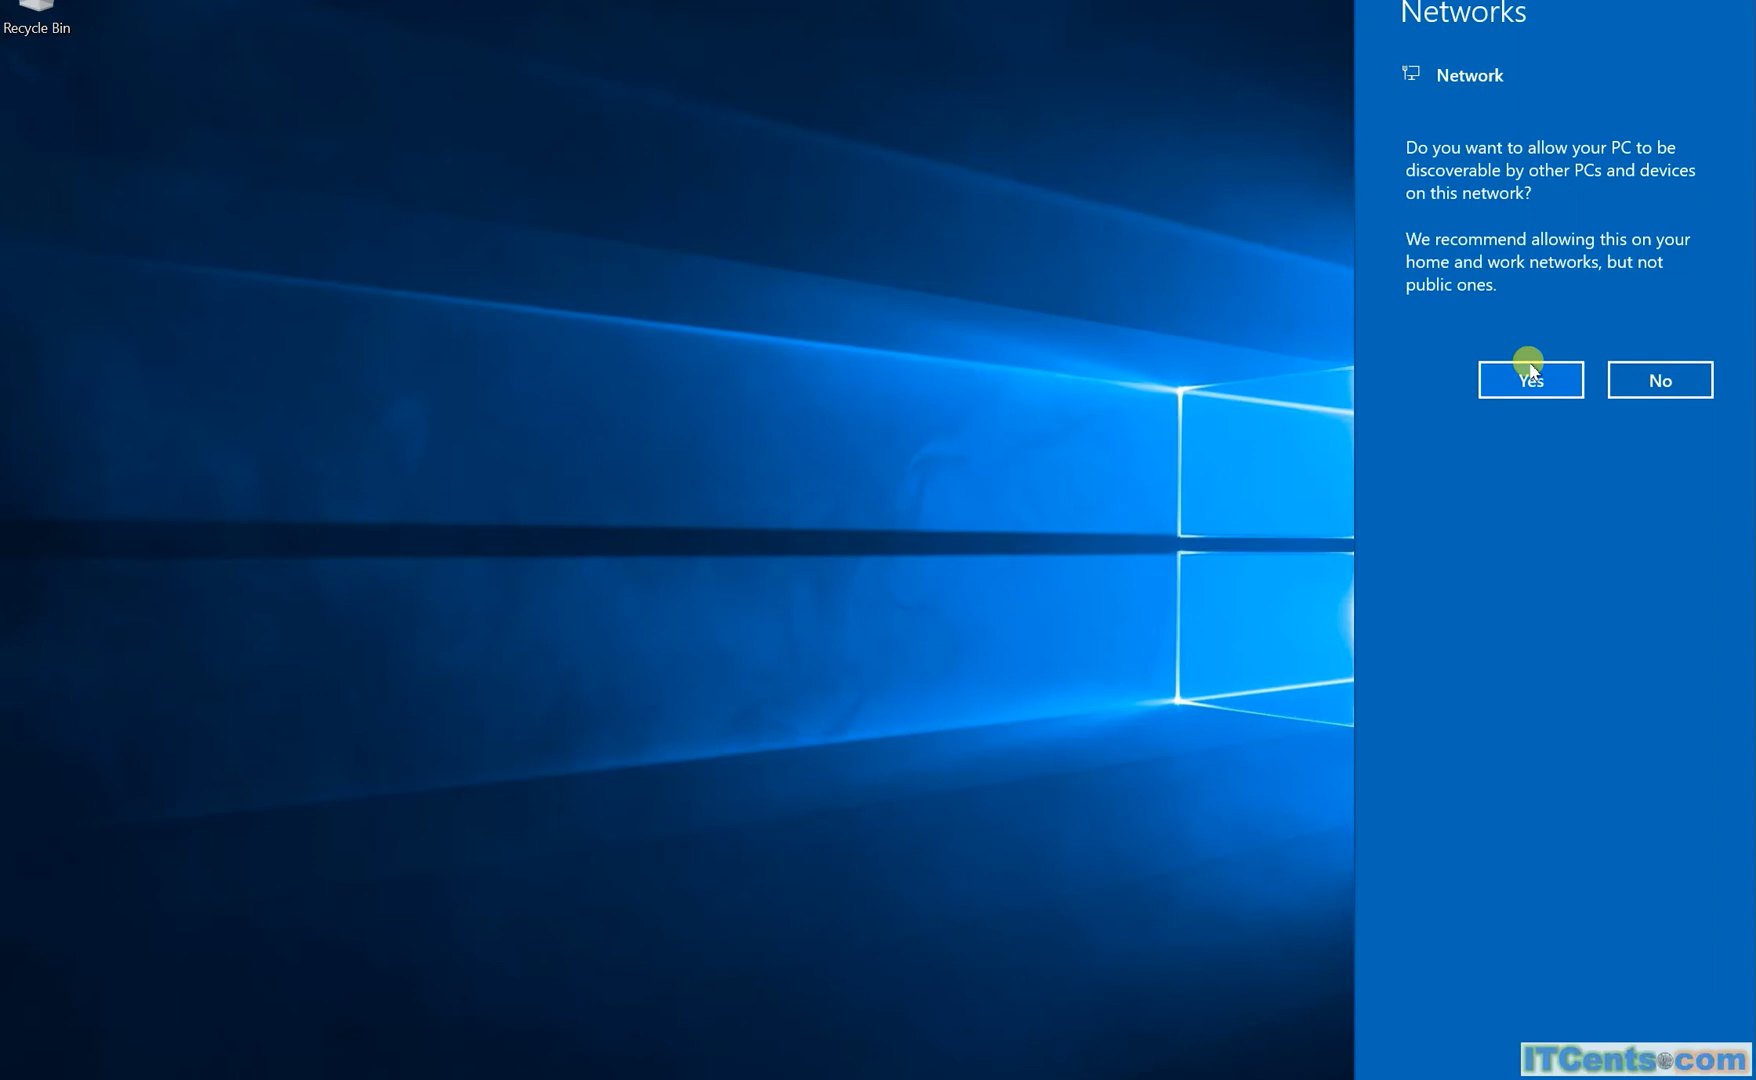 Recycle Bin
Networks
Network
Do you want to allow your PC to be
discoverable by other PCs and devices
on this network?
We recommend allowing this on your
home and work networks, but not
public ones.
Yes
No
ITCents.com